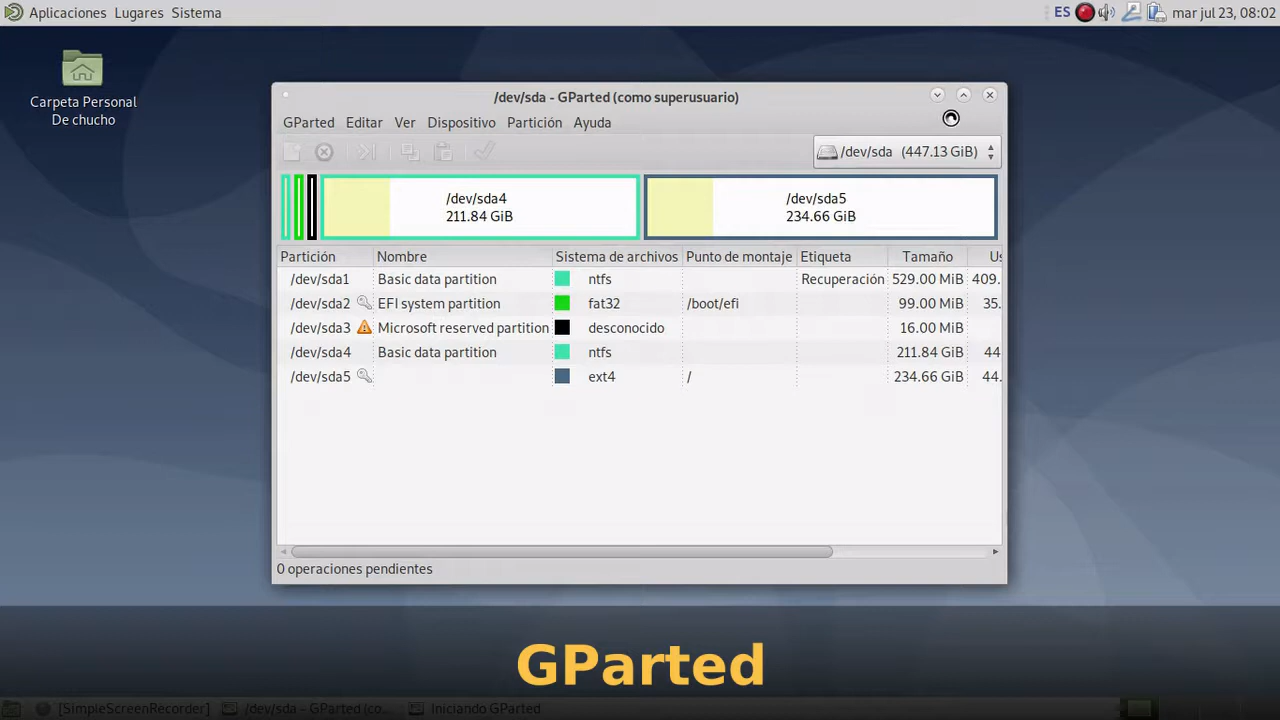 Aplicaciones Lugares Sistema
ES mar jul 23, 08:02
Carpeta Personal
De chucho
/dev/sda - GParted (como superusuario)
GParted Editar Ver Dispositivo Partición Ayuda
/dev/sda (447.13 GiB)
/dev/sda4
211.84 GiB
/dev/sda5
234.66 GiB
Partición Nombre Sistema de archivos Punto de montaje Etiqueta Tamaño Us
/dev/sda1 Basic data partition ntfs Recuperación 529.00 MiB 409.
/dev/sda2 EFI system partition fat32 /boot/efi 99.00 MiB 35.
/dev/sda3 Microsoft reserved partition desconocido 16.00 MiB
/dev/sda4 Basic data partition ntfs 211.84 GiB 44
/dev/sda5 ext4 / 234.66 GiB 44.
0 operaciones pendientes
GParted
[SimpleScreenRecorder] /dev/sda - GParted (co... Iniciando GParted